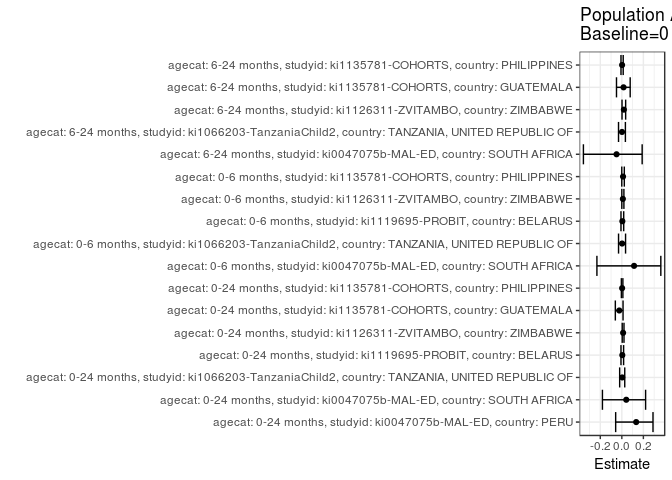 Population
Baseline=0
agecat: 6-24 months, studyid: ki1135781-COHORTS, country: PHILIPPINES
agecat: 6-24 months, studyid: ki1135781-COHORTS, country: GUATEMALA
agecat: 6-24 months, studyid: ki1126311-ZVITAMBO, country: ZIMBABWE
agecat: 6-24 months, studyid: ki1066203-TanzaniaChild2, country: TANZANIA, UNITED REPUBLIC OF
agecat: 6-24 months, studyid: ki0047075b-MAL-ED, country: SOUTH AFRICA
agecat: 0-6 months, studyid: ki1135781-COHORTS, country: PHILIPPINES
agecat: 0-6 months, studyid: ki1126311-ZVITAMBO, country: ZIMBABWE
agecat: 0-6 months, studyid: ki1119695-PROBIT, country: BELARUS
agecat: 0-6 months, studyid: ki1066203-TanzaniaChild2, country: TANZANIA, UNITED REPUBLIC OF
agecat: 0-6 months, studyid: ki0047075b-MAL-ED, country: SOUTH AFRICA
agecat: 0-24 months, studyid: ki1135781-COHORTS, country: PHILIPPINES
agecat: 0-24 months, studyid: ki1135781-COHORTS, country: GUATEMALA
agecat: 0-24 months, studyid: ki1126311-ZVITAMBO, country: ZIMBABWE
agecat: 0-24 months, studyid: ki1119695-PROBIT, country: BELARUS
agecat: 0-24 months, studyid: ki1066203-TanzaniaChild2, country: TANZANIA, UNITED REPUBLIC OF
agecat: 0-24 months, studyid: ki0047075b-MAL-ED, country: SOUTH AFRICA
agecat: 0-24 months, studyid: ki0047075b-MAL-ED, country: PERU
-0.2 0.0 0.2
Estimate